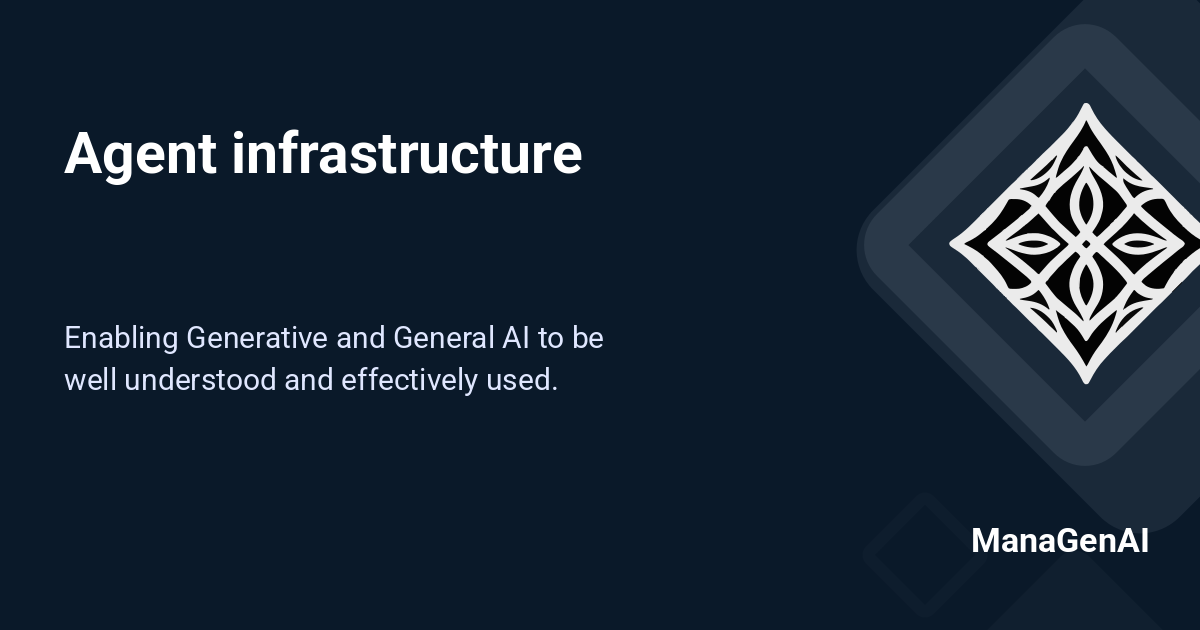 Agent infrastructure
Enabling Generative and General AI to be
well understood and effectively used.
ManaGenAI